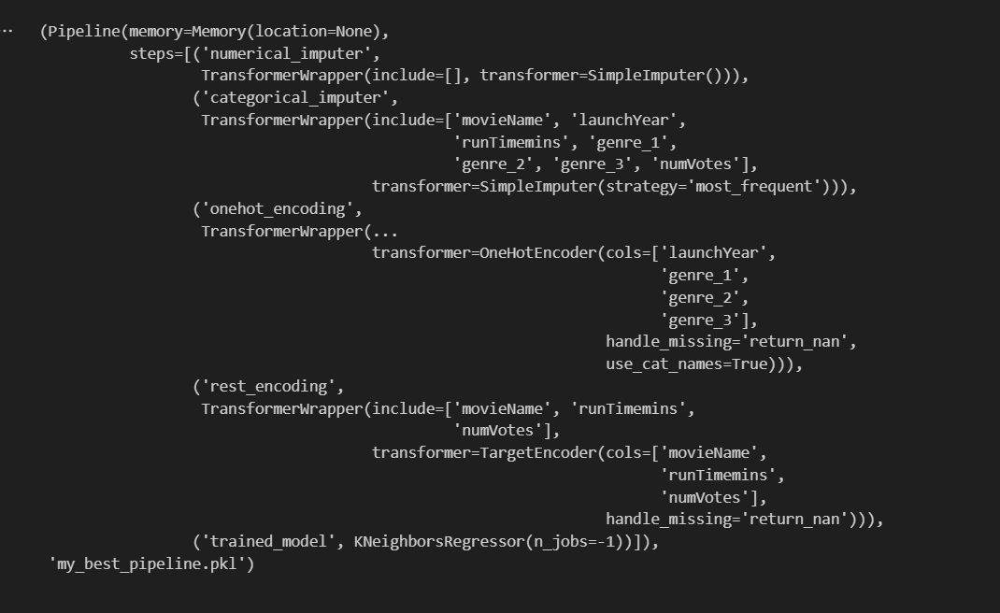 ... (Pipeline(memory=Memory(location=None),
steps=[('numerical_imputer',
TransformerWrapper(include=[], transformer=SimpleImputer())),
('categorical_imputer',
TransformerWrapper(include=['movieName', 'launchYear',
'runTimemins', 'genre_1',
'genre_2', 'genre_3', 'numVotes'],
transformer=SimpleImputer(strategy='most_frequent'))),
('onehot_encoding',
TransformerWrapper(...
transformer=OneHotEncoder(cols=['launchYear',
'genre_1',
'genre_2',
'genre_3'],
handle_missing='return_nan',
use_cat_names=True))),
('rest_encoding',
TransformerWrapper(include=['movieName', 'runTimemins',
'numVotes'],
transformer=TargetEncoder(cols=['movieName',
'runTimemins',
'numVotes'],
handle_missing='return_nan'))),
('trained_model', KNeighborsRegressor(n_jobs=-1))]),
'my_best_pipeline.pkl')